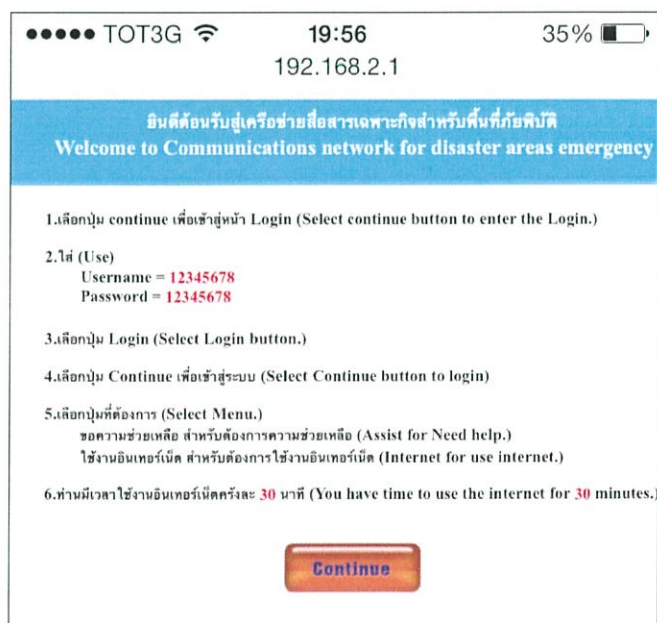 TOT3G 19:56 35%
192.168.2.1
ยินดีต้อนรับสู่เครือข่ายสื่อสารเฉพาะกิจสำหรับพื้นที่ภัยพิบัติ
Welcome to Communications network for disaster areas emergency
1.เลือกปุ่ม continue เพื่อเข้าสู่หน้า Login (Select continue button to enter the Login.)
2.ใส่ (Use)
Username = 12345678
Password = 12345678
3.เลือกปุ่ม Login (Select Login button.)
4.เลือกปุ่ม Continue เพื่อเข้าสู่ระบบ (Select Continue button to login)
5.เลือกปุ่มที่ต้องการ (Select Menu.)
ขอความช่วยเหลือ สำหรับต้องการความช่วยเหลือ (Assist for Need help.)
ใช้งานอินเทอร์เน็ต สำหรับต้องการใช้งานอินเทอร์เน็ต (Internet for use internet.)
6.ท่านมีเวลาใช้งานอินเทอร์เน็ตครั้งละ 30 นาที (You have time to use the internet for 30 minutes.)
Continue